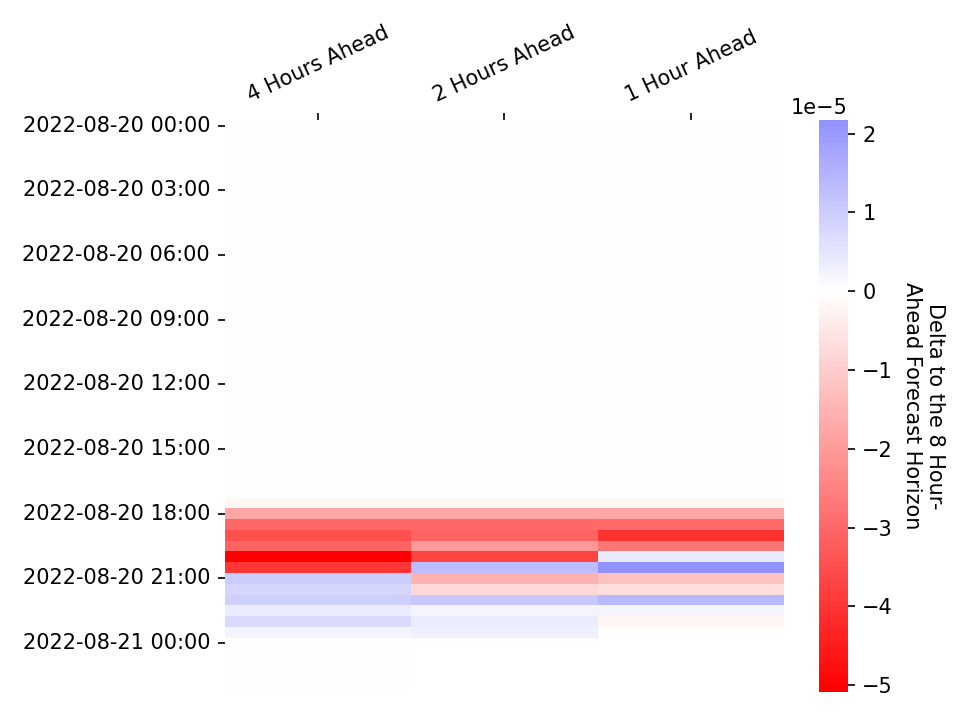 4 Hours Ahead
2 Hours Ahead
1 Hour Ahead
2022-08-20 00:00
2022-08-20 03:00
2022-08-20 06:00
2022-08-20 09:00
2022-08-20 12:00
2022-08-20 15:00
2022-08-20 18:00
2022-08-20 21:00
2022-08-21 00:00
1e−5
2
1
0
−1
−2
−3
−4
−5
Delta to the 8 Hour-
Ahead Forecast Horizon